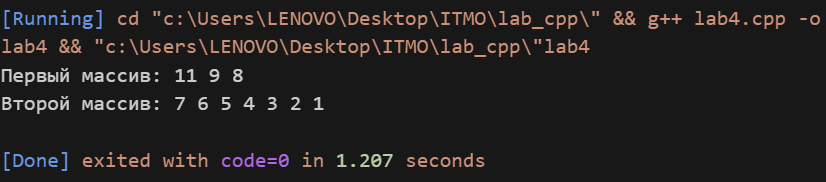 [Running] cd "c:\Users\LENOVO\Desktop\ITMO\lab_cpp\" && g++ lab4.cpp -o
lab4 && "c:\Users\LENOVO\Desktop\ITMO\lab_cpp\"lab4
Первый массив: 11 9 8
Второй массив: 7 6 5 4 3 2 1
[Done] exited with code=0 in 1.207 seconds